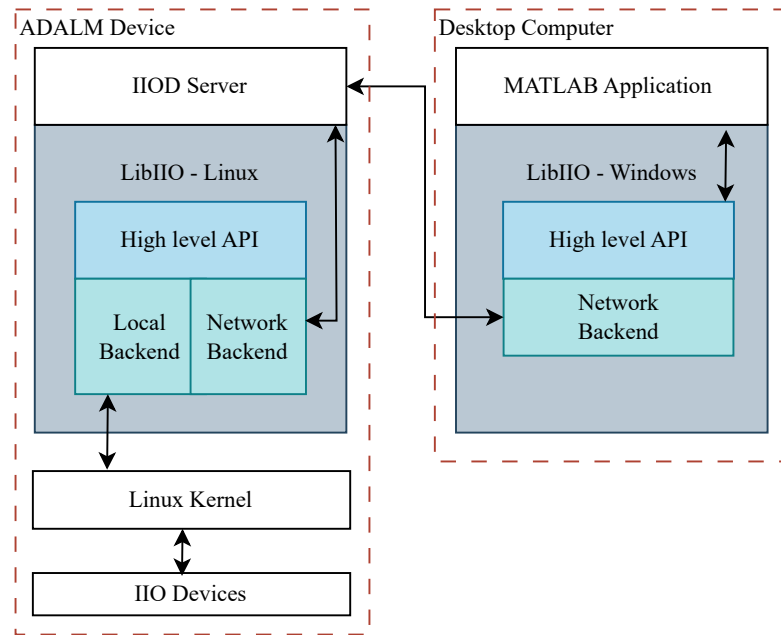 ADALM Device
IIOD Server
LibIIO - Linux
High level API
Local
Backend
Network
Backend
Linux Kernel
IIO Devices
Desktop Computer
MATLAB Application
LibIIO - Windows
High level API
Network
Backend